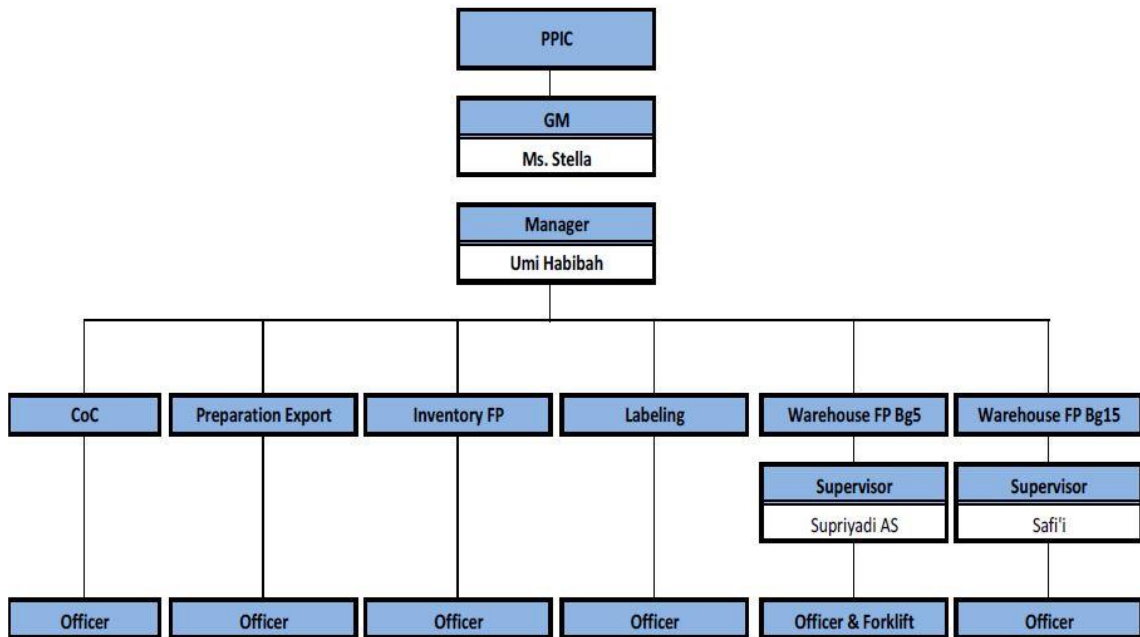 PPIC
GM
Ms. Stella
Manager
Umi Habibah
CoC
Preparation Export
Inventory FP
Labeling
Warehouse FP Bg5
Warehouse FP Bg15
Supervisor
Supriyadi AS
Supervisor
Safi'i
Officer
Officer
Officer
Officer
Officer & Forklift
Officer